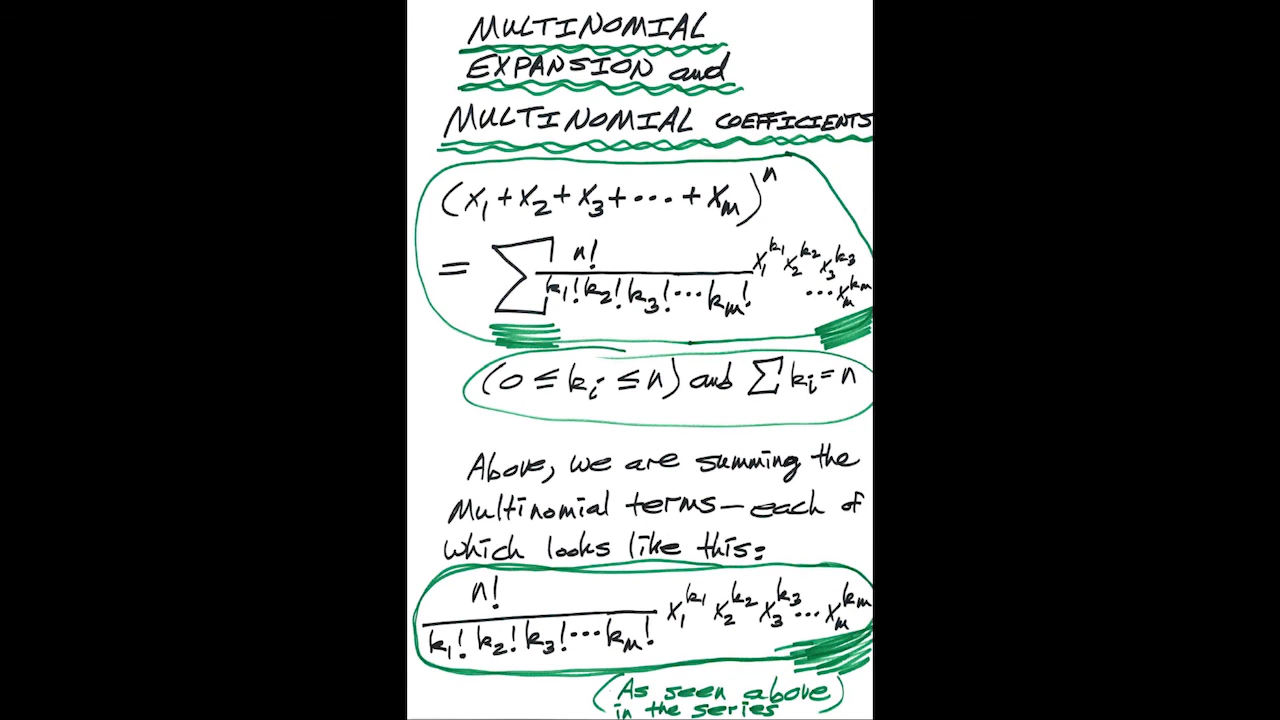 MULTINOMIAL
EXPANSION and
MULTINOMIAL COEFFICIENTS
(x₁ + x₂ + x₃ + ··· + xₘ)ⁿ
= ∑ n! / (k₁! k₂! k₃! ··· kₘ!) x₁^k₁ x₂^k₂ x₃^k₃
··· xₘ^kₘ
(0 ≤ kᵢ ≤ n) and ∑ kᵢ = n
Above, we are summing the
Multinomial terms — each of
which looks like this:
n! / (k₁! k₂! k₃! ··· kₘ!) x₁^k₁ x₂^k₂ x₃^k₃ ··· xₘ^kₘ
(As seen above)
in the series